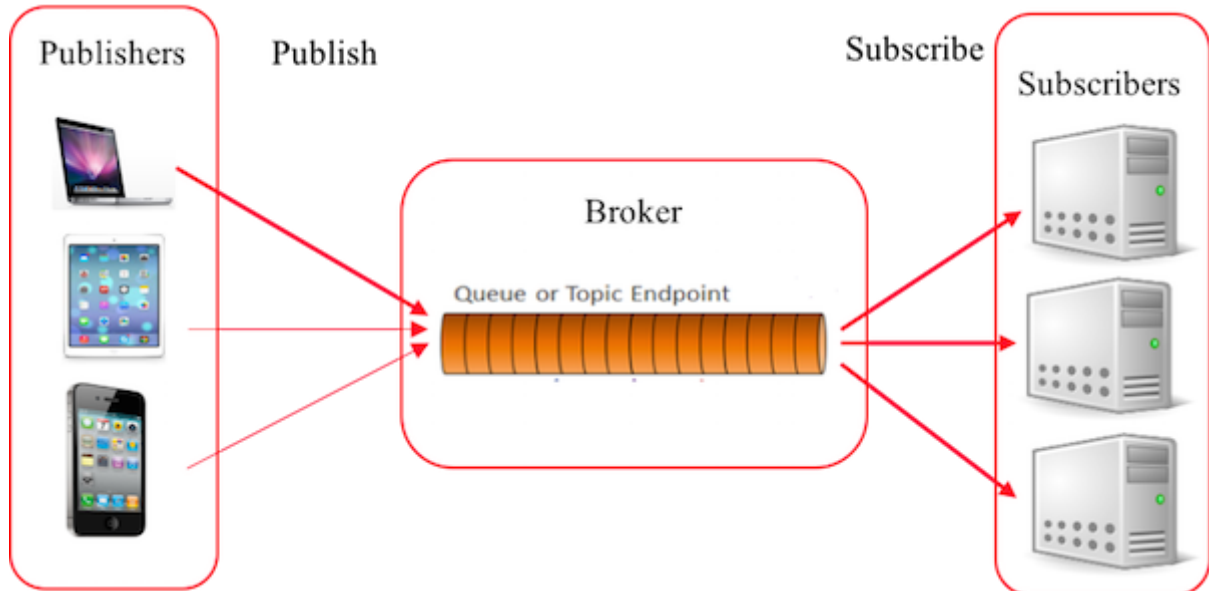 Publishers
Publish
Subscribe
Subscribers
Broker
Queue or Topic Endpoint